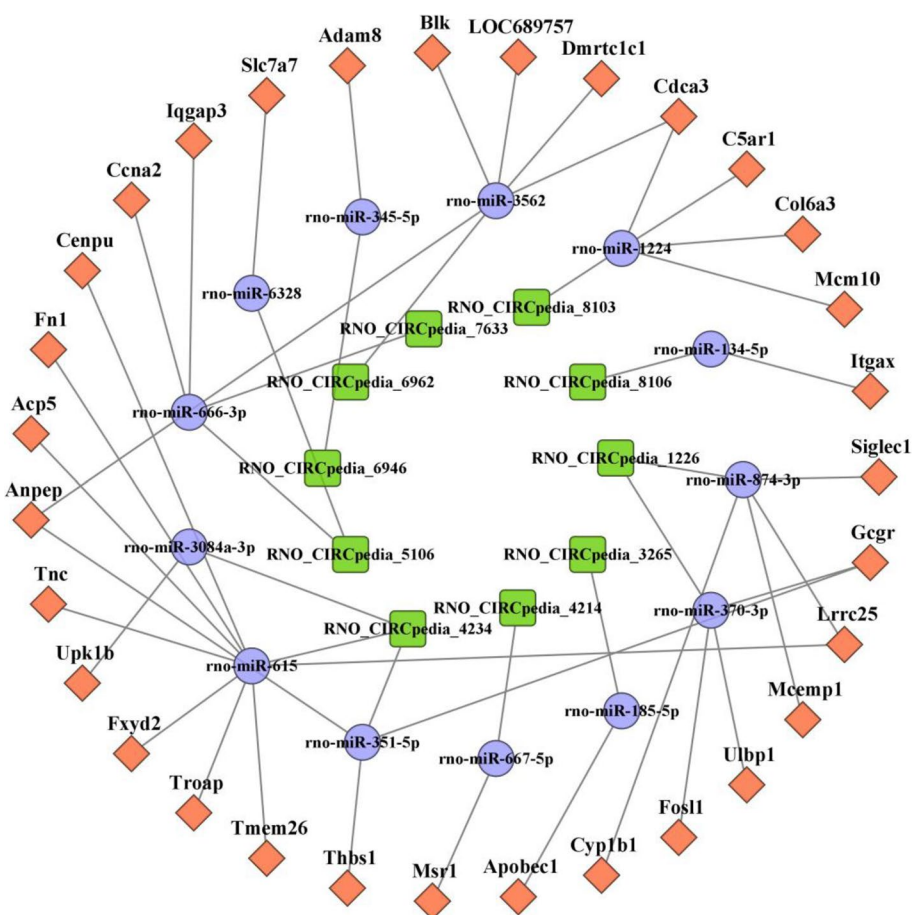 Blk
LOC689757
Adam8
Dmrtc1c1
Slc7a7
Cdca3
Iqgap3
C5ar1
Ccna2
rno-miR-3562
Col6a3
rno-miR-345-5p
Cenpu
rno-miR-1224
Mcm10
rno-miR-6328
RNO_CIRCpedia_8103
Fn1
RNO_CIRCpedia_7633
rno-miR-134-5p
Itgax
RNO_CIRCpedia_6962
RNO_CIRCpedia_8106
Acp5
rno-miR-666-3p
Siglec1
RNO_CIRCpedia_1226
RNO_CIRCpedia_6946
rno-miR-874-3p
Anpep
Gcgr
rno-miR-3084a-3p
RNO_CIRCpedia_5106
RNO_CIRCpedia_3265
Tnc
RNO_CIRCpedia_4214
rno-miR-370-3p
Lrrc25
RNO_CIRCpedia_4234
Upk1b
rno-miR-615
Mcemp1
rno-miR-185-5p
Fxyd2
rno-miR-351-5p
Ulbp1
rno-miR-667-5p
Troap
Fosl1
Tmem26
Cyp1b1
Thbs1
Msr1
Apobec1